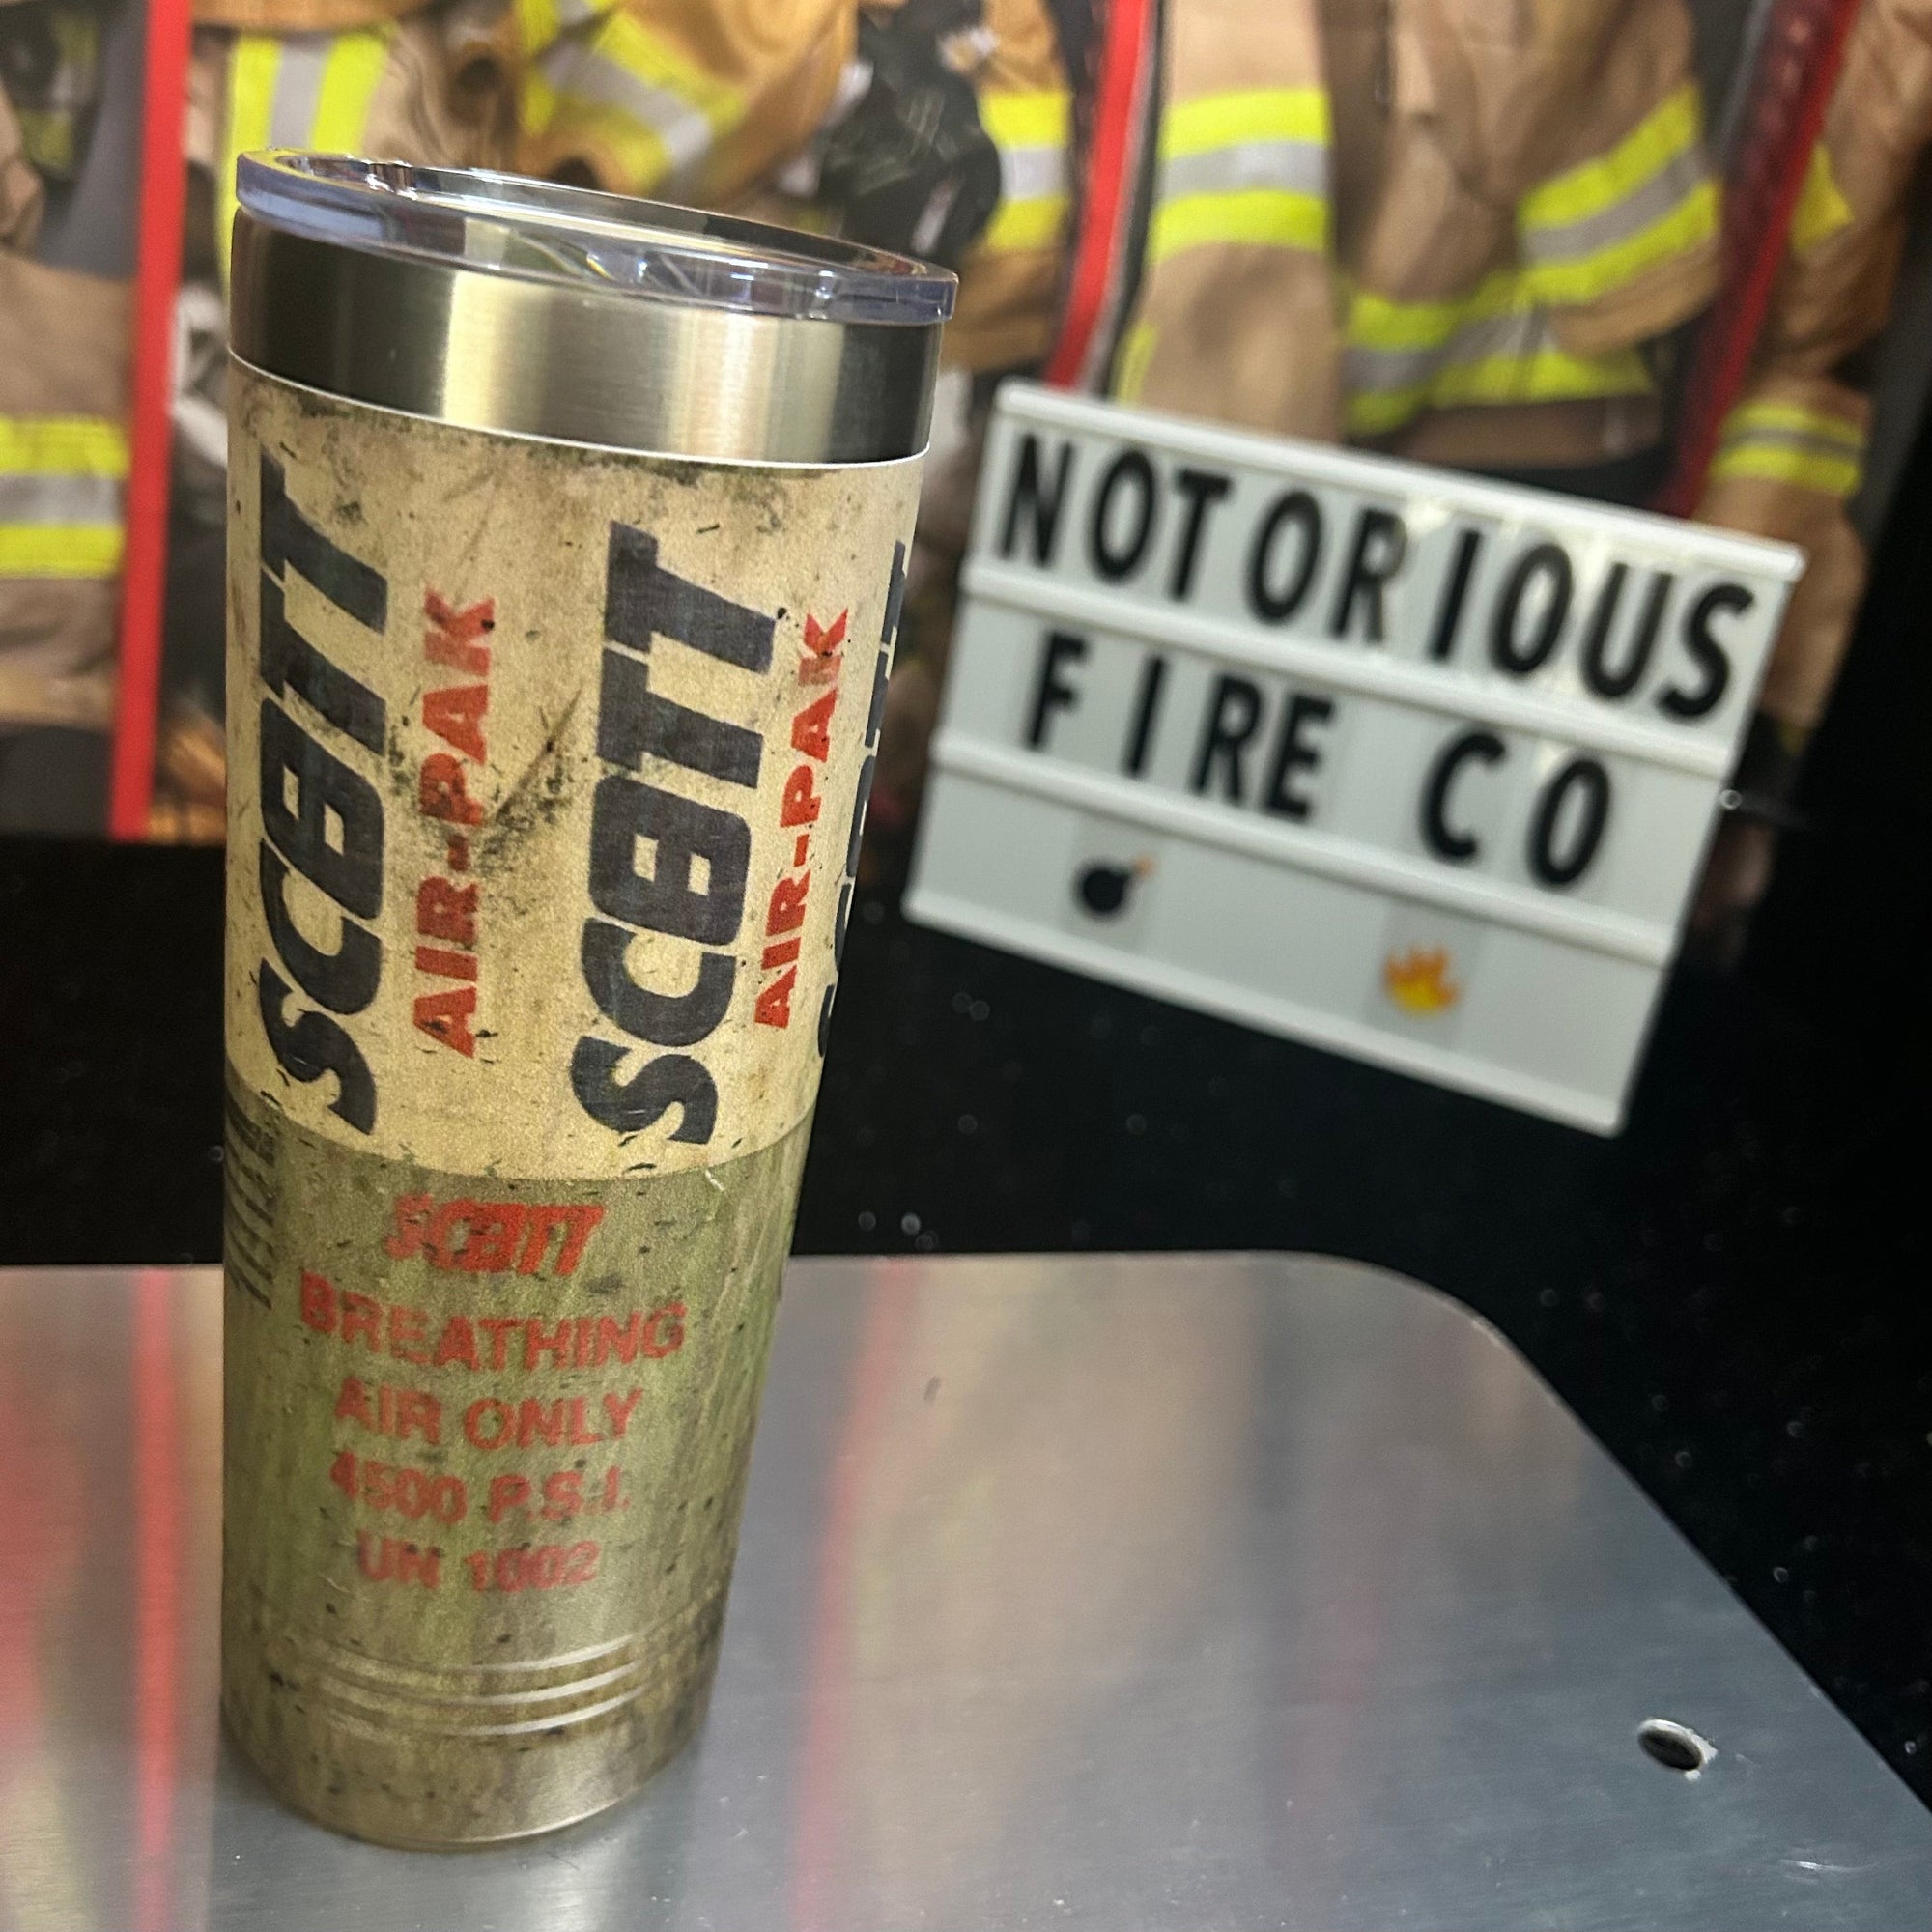 SCOTT
AIR-PAK
SCOTT
AIR-PAK
SCOTT
BREATHING
AIR ONLY
4500 P.S.I.
UN 1002
NOTORIOUS
FIRE CO